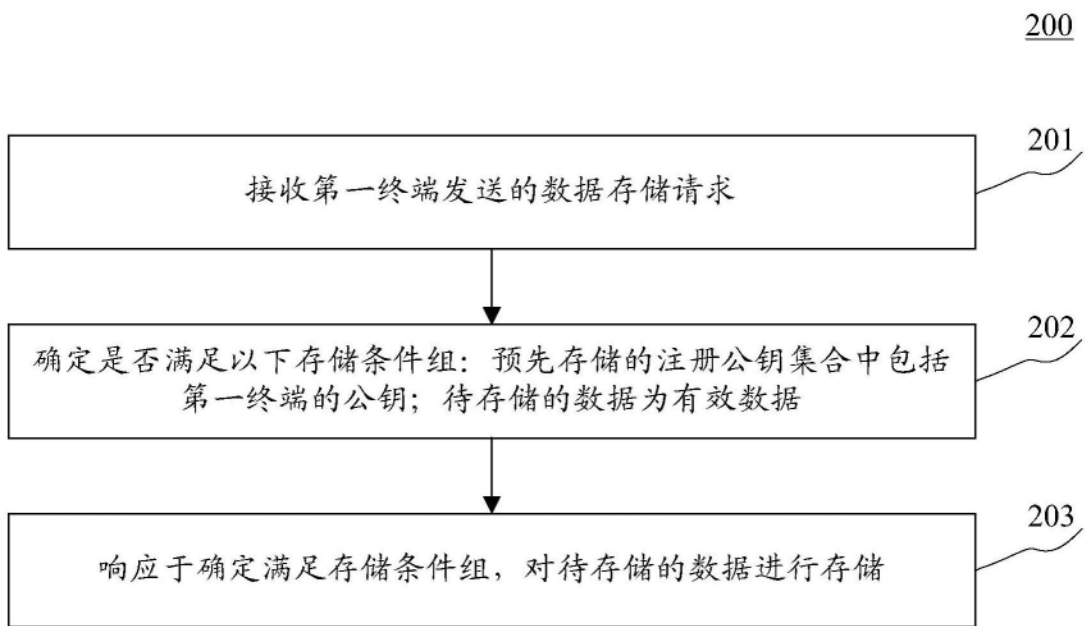 200
201
接收第一终端发送的数据存储请求
202
确定是否满足以下存储条件组：预先存储的注册公钥集合中包括
第一终端的公钥；待存储的数据为有效数据
203
响应于确定满足存储条件组，对待存储的数据进行存储